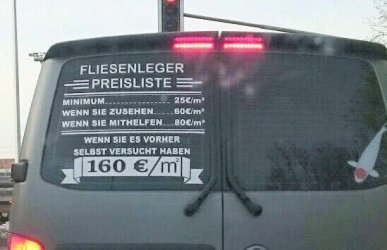 FLIESENLEGER
PREISLISTE
MINIMUM....................25€/m²
WENN SIE ZUSEHEN......60€/m²
WENN SIE MITHELFEN...80€/m²
WENN SIE ES VORHER
SELBST VERSUCHT HABEN
160 €/m²